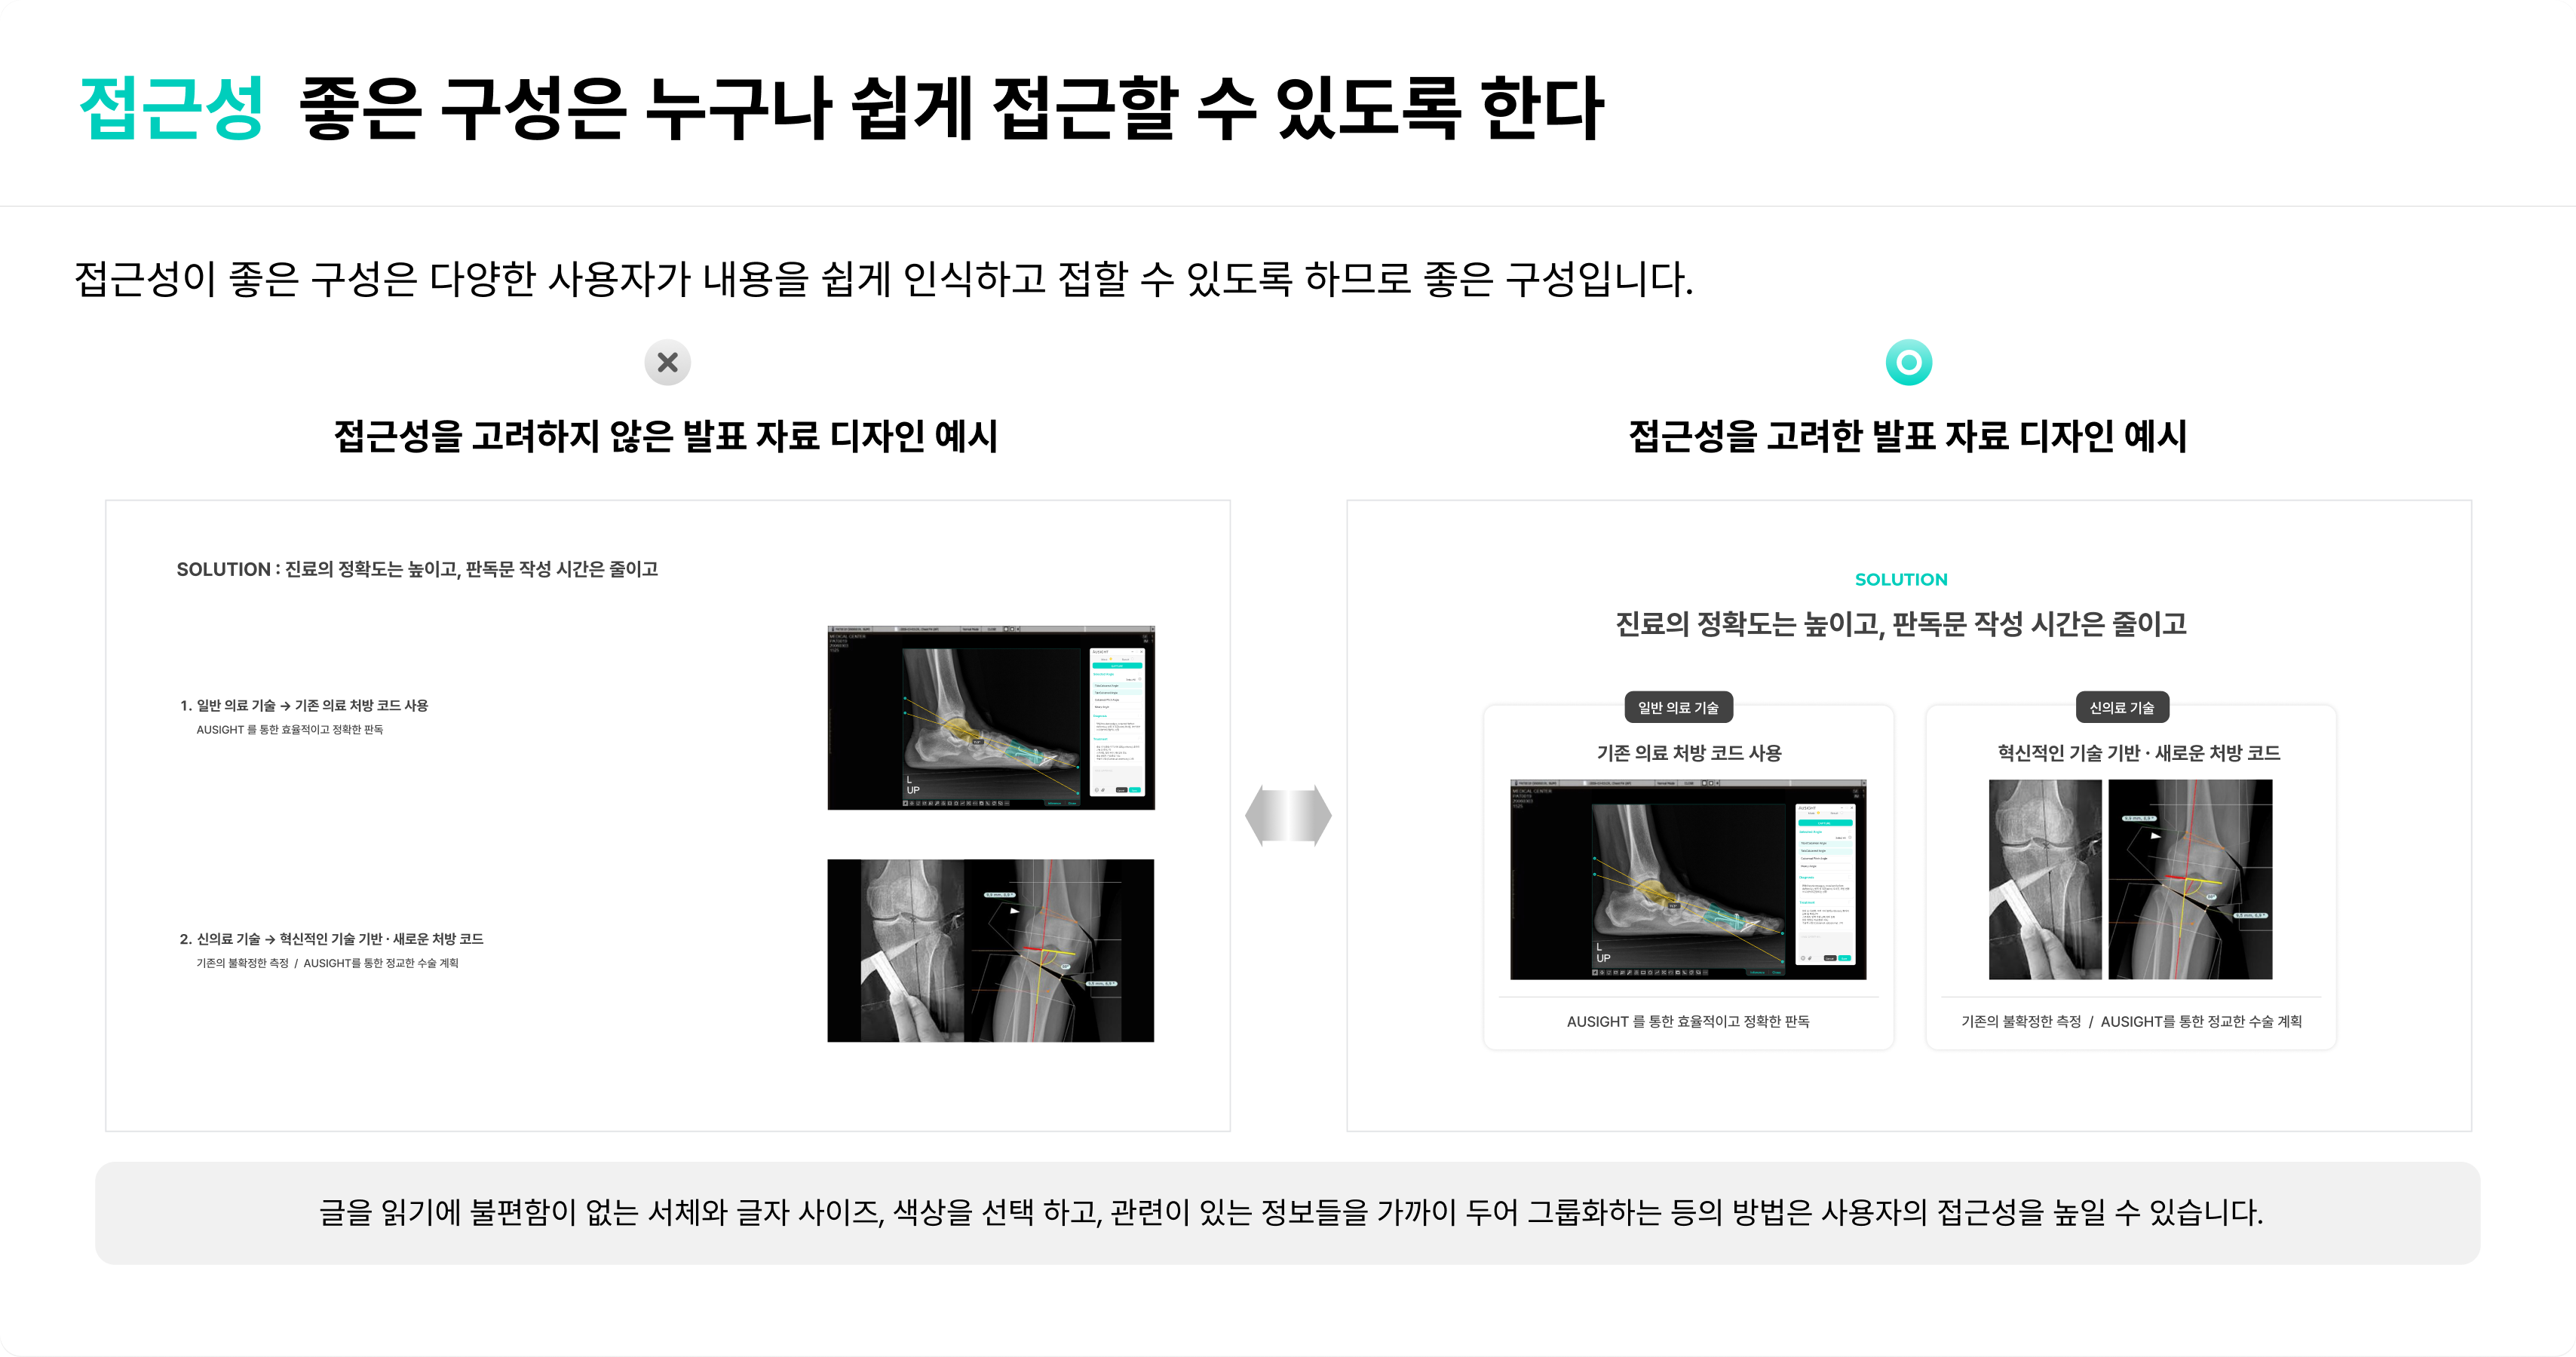 접근성 좋은 구성은 누구나 쉽게 접근할 수 있도록 한다
접근성이 좋은 구성은 다양한 사용자가 내용을 쉽게 인식하고 접할 수 있도록 하므로 좋은 구성입니다.
접근성을 고려하지 않은 발표 자료 디자인 예시
SOLUTION : 진료의 정확도는 높이고, 판독문 작성 시간은 줄이고
1. 일반 의료 기술 → 기존 의료 처방 코드 사용
AUSIGHT 를 통한 효율적이고 정확한 판독
MEDICAL CENTER
AUSIGHT
L
UP
2. 신의료 기술 → 혁신적인 기술 기반 · 새로운 처방 코드
기존의 불확정한 측정 / AUSIGHT를 통한 정교한 수술 계획
접근성을 고려한 발표 자료 디자인 예시
SOLUTION
진료의 정확도는 높이고, 판독문 작성 시간은 줄이고
일반 의료 기술
기존 의료 처방 코드 사용
MEDICAL CENTER
AUSIGHT
L
UP
AUSIGHT 를 통한 효율적이고 정확한 판독
신의료 기술
혁신적인 기술 기반 · 새로운 처방 코드
기존의 불확정한 측정 / AUSIGHT를 통한 정교한 수술 계획
글을 읽기에 불편함이 없는 서체와 글자 사이즈, 색상을 선택 하고, 관련이 있는 정보들을 가까이 두어 그룹화하는 등의 방법은 사용자의 접근성을 높일 수 있습니다.